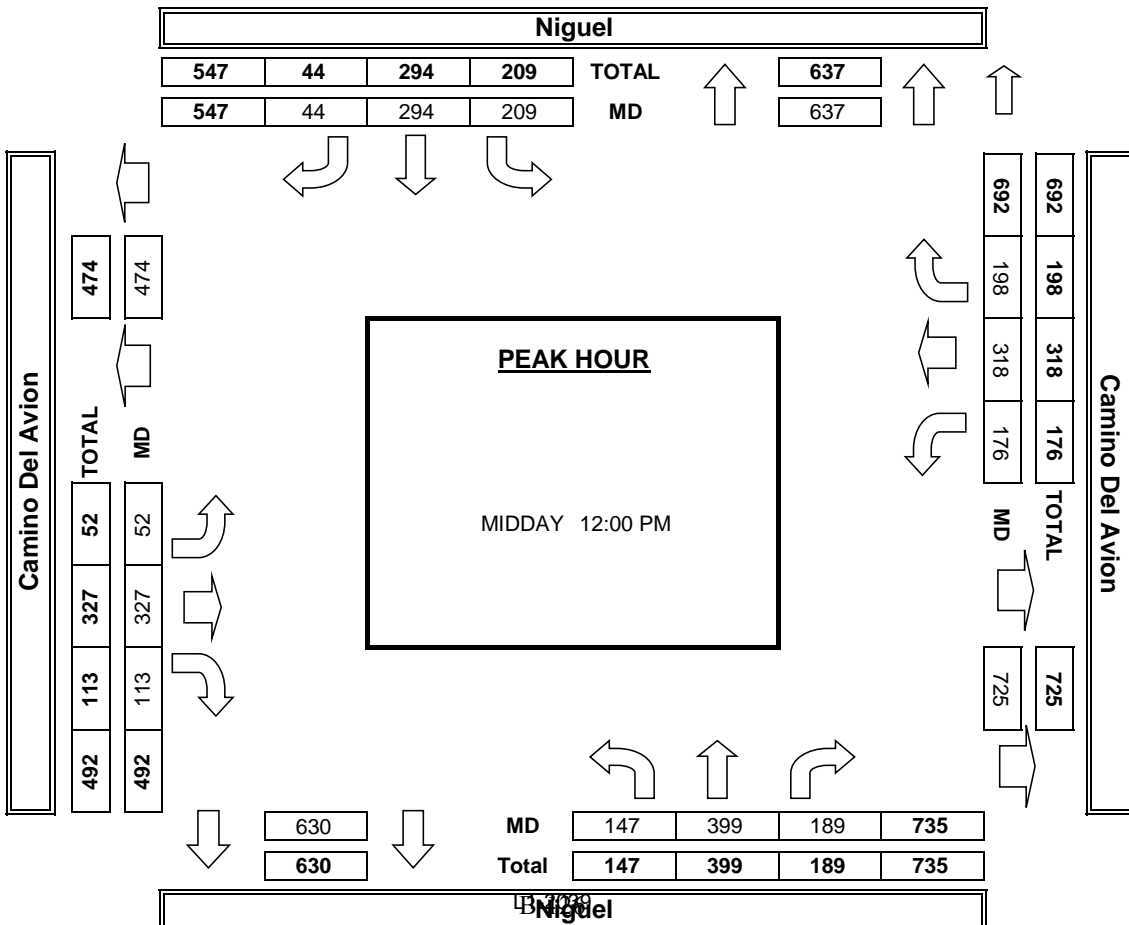 Niguel
547 44 294 209 TOTAL 637
547 44 294 209 MD 637
Camino Del Avion
TOTAL 474
MD 474
52 327 113 492
52 327 113 492
PEAK HOUR
MIDDAY 12:00 PM
692 198 318 176 MD 725
692 198 318 176 TOTAL 725
Camino Del Avion
630 MD 147 399 189 735
630 Total 147 399 189 735
Niguel